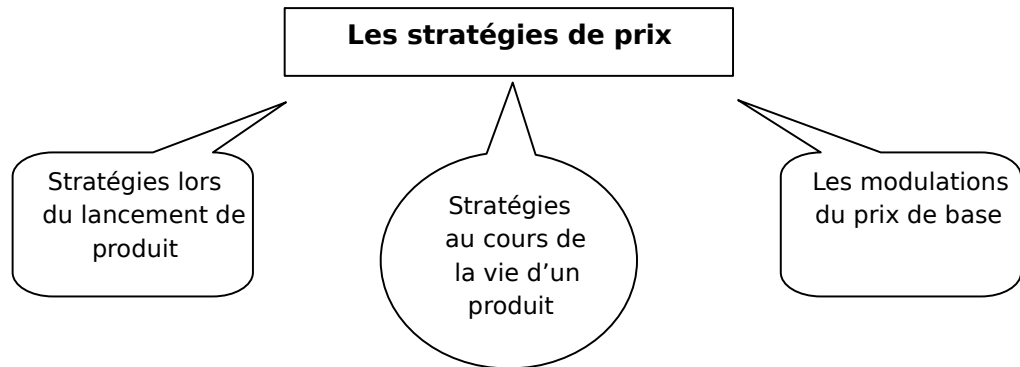 Les stratégies de prix
Stratégies lors
du lancement de
produit
Stratégies
au cours de
la vie d’un
produit
Les modulations
du prix de base